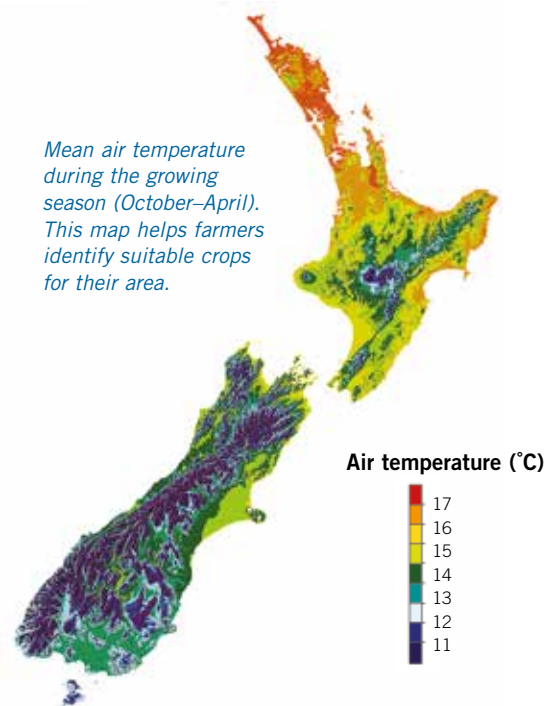 Mean air temperature
during the growing
season (October–April).
This map helps farmers
identify suitable crops
for their area.
Air temperature (˚C)
17
16
15
14
13
12
11